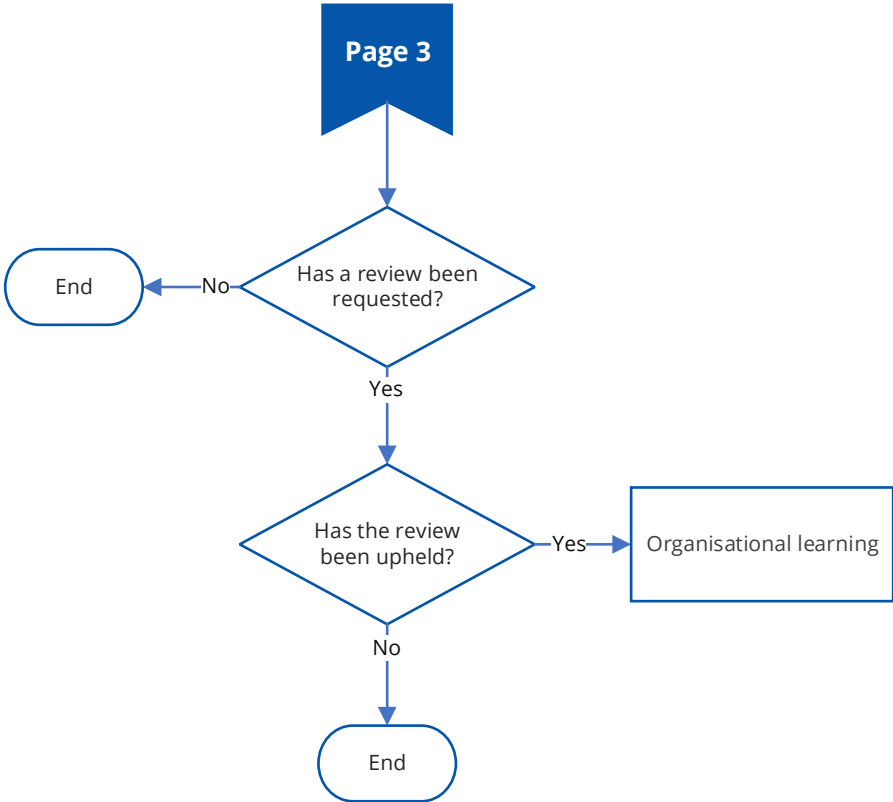 Page 3
Has a review been
requested?
No
End
Yes
Has the review
been upheld?
Yes
Organisational learning
No
End